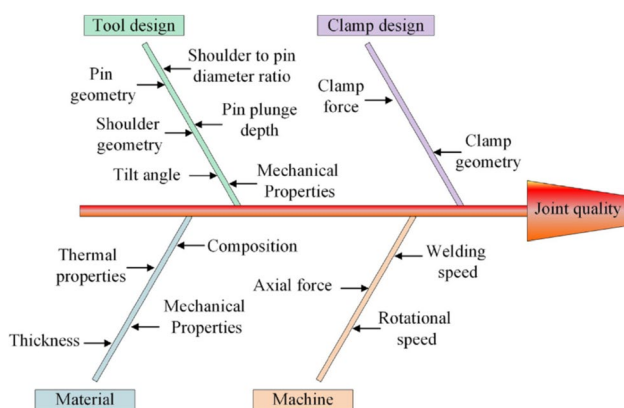 Tool design
Clamp design
Shoulder to pin
diameter ratio
Pin
geometry
Clamp
force
Pin plunge
depth
Shoulder
geometry
Clamp
geometry
Tilt angle
Mechanical
Properties
Joint quality
Composition
Thermal
properties
Welding
speed
Axial force
Mechanical
Properties
Rotational
speed
Thickness
Material
Machine